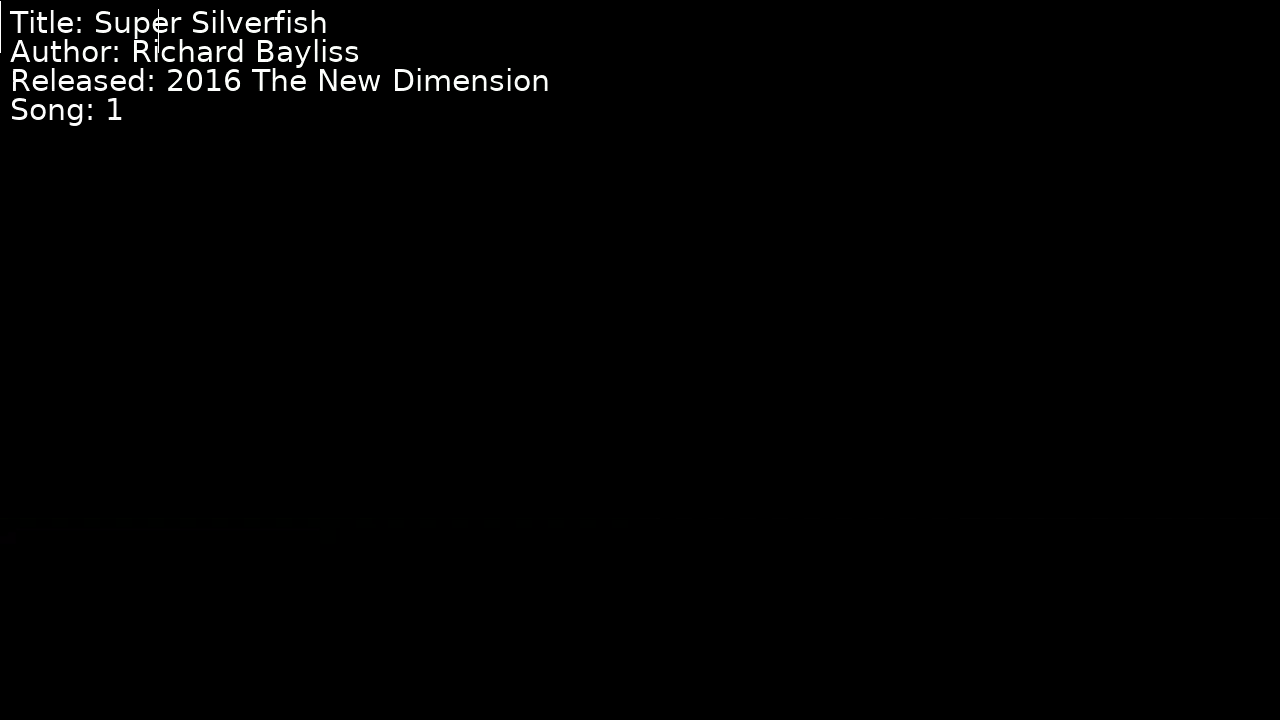 Title: Super Silverfish
Author: Richard Bayliss
Released: 2016 The New Dimension
Song: 1